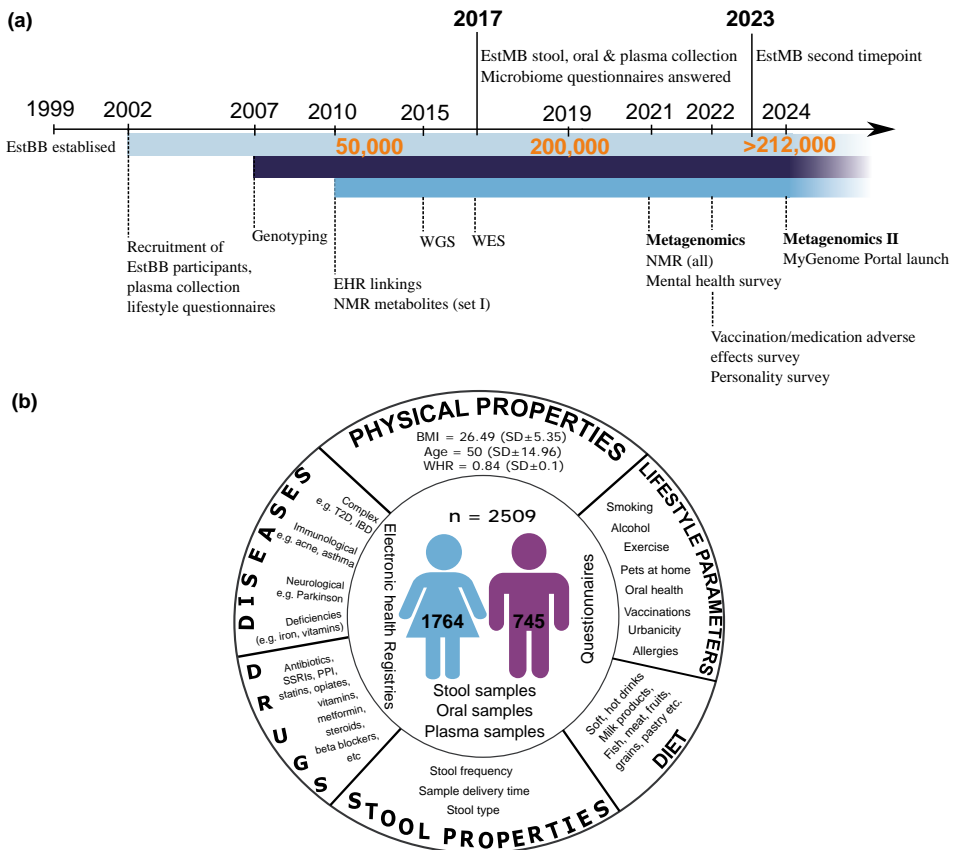 (a)
2017
2023
EstMB stool, oral & plasma collection
Microbiome questionnaires answered
EstMB second timepoint
1999
2002
2007
2010
2015
2019
2021
2022
2024
EstBB establised
50,000
200,000
>212,000
Recruitment of
EstBB participants,
plasma collection
lifestyle questionnaires
Genotyping
EHR linkings
NMR metabolites (set I)
WGS
WES
Metagenomics
NMR (all)
Mental health survey
Vaccination/medication adverse
effects survey
Personality survey
Metagenomics II
MyGenome Portal launch
(b)
PHYSICAL PROPERTIES
BMI = 26.49 (SD±5.35)
Age = 50 (SD±14.96)
WHR = 0.84 (SD±0.1)
LIFESTYLE PARAMETERS
Smoking
Alcohol
Exercise
Pets at home
Oral health
Vaccinations
Urbanicity
Allergies
DIET
Soft, hot drinks
Milk products,
Fish, meat, fruits,
grains, pastry etc.
STOOL PROPERTIES
Stool frequency
Sample delivery time
Stool type
DRUGS
Antibiotics,
SSRIs, PPI,
statins, opiates,
vitamins,
metformin,
steroids,
beta blockers,
etc
DISEASES
Complex
e.g. T2D, IBD
Immunological
e.g. acne, asthma
Neurological
e.g. Parkinson
Deficiencies
(e.g. iron, vitamins)
Electronic health Registries
n = 2509
1764
745
Questionnaires
Stool samples
Oral samples
Plasma samples